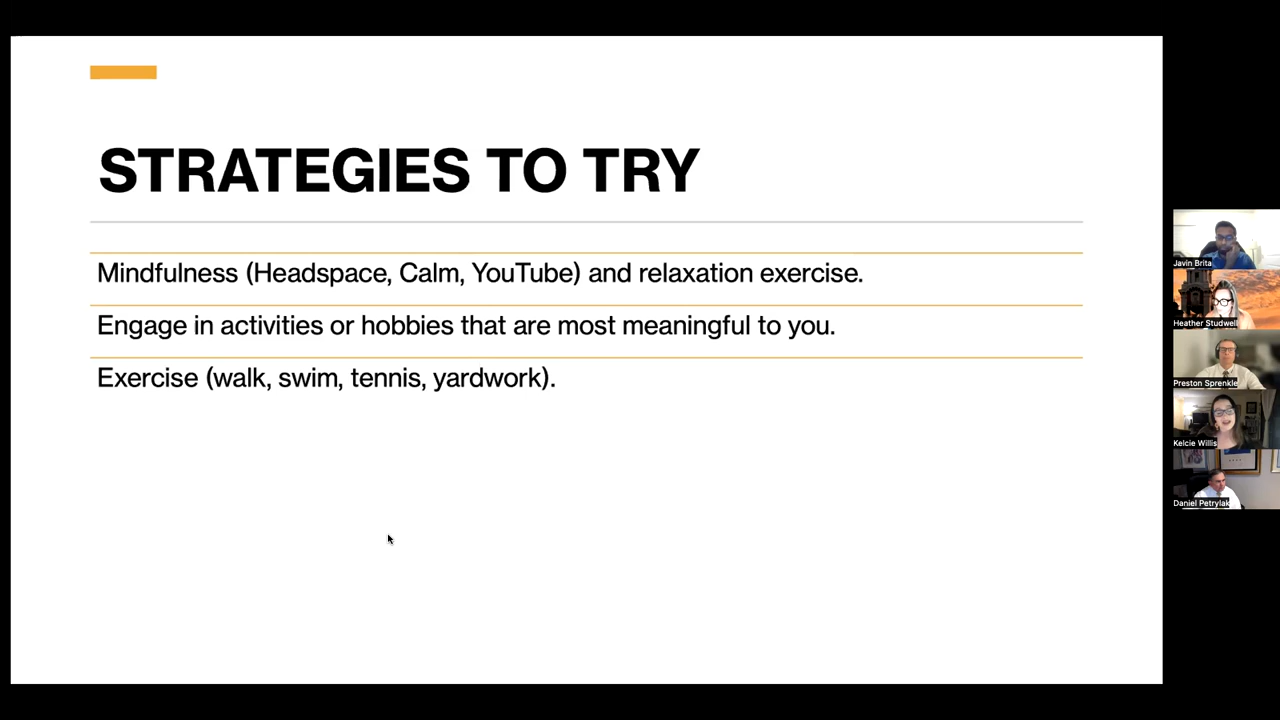 STRATEGIES TO TRY
Mindfulness (Headspace, Calm, YouTube) and relaxation exercise.
Engage in activities or hobbies that are most meaningful to you.
Exercise (walk, swim, tennis, yardwork).
Javin Brita
Heather Studwell
Preston Sprenkle
Kelcie Willis
Daniel Petrylak